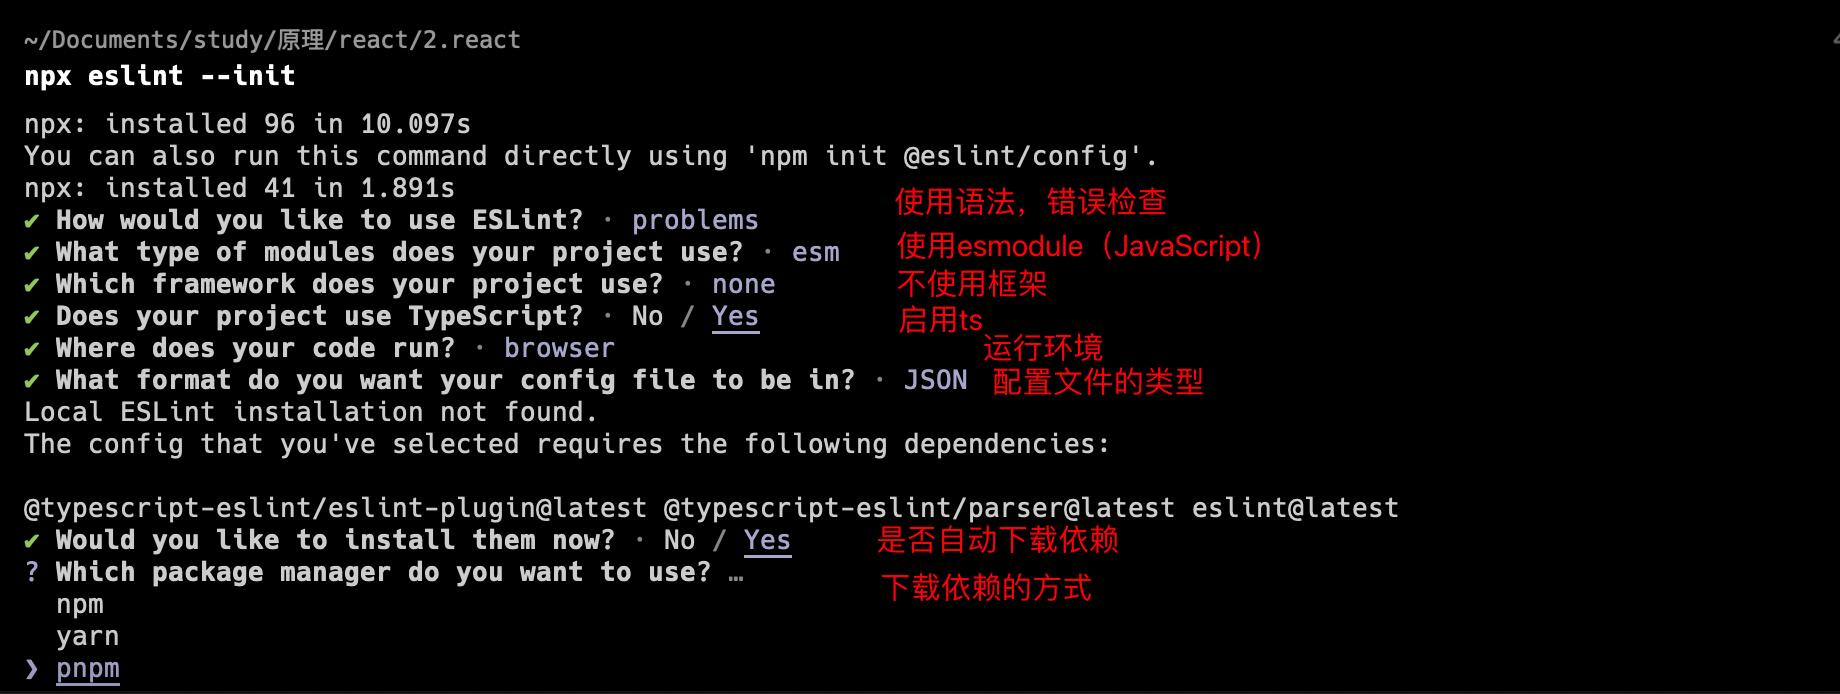 ~/Documents/study/原理/react/2.react
npx eslint --init
npx: installed 96 in 10.097s
You can also run this command directly using 'npm init @eslint/config'.
npx: installed 41 in 1.891s
✔ How would you like to use ESLint? · problems 使用语法，错误检查
✔ What type of modules does your project use? · esm 使用esmodule（JavaScript）
✔ Which framework does your project use? · none 不使用框架
✔ Does your project use TypeScript? · No / Yes 启用ts
✔ Where does your code run? · browser 运行环境
✔ What format do you want your config file to be in? · JSON 配置文件的类型
Local ESLint installation not found.
The config that you've selected requires the following dependencies:
@typescript-eslint/eslint-plugin@latest @typescript-eslint/parser@latest eslint@latest
✔ Would you like to install them now? · No / Yes 是否自动下载依赖
? Which package manager do you want to use? … 下载依赖的方式
npm
yarn
❯ pnpm